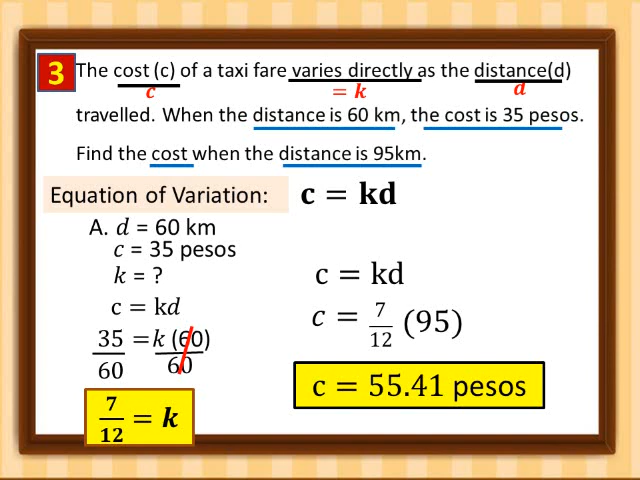 3 The cost (c) of a taxi fare varies directly as the distance(d)
c = k d
travelled. When the distance is 60 km, the cost is 35 pesos.
Find the cost when the distance is 95km.
Equation of Variation: c = kd
A. d = 60 km
c = 35 pesos
k = ?
c = kd
35 = k (60)
60 60
7/12 = k
c = kd
c = 7/12 (95)
c = 55.41 pesos